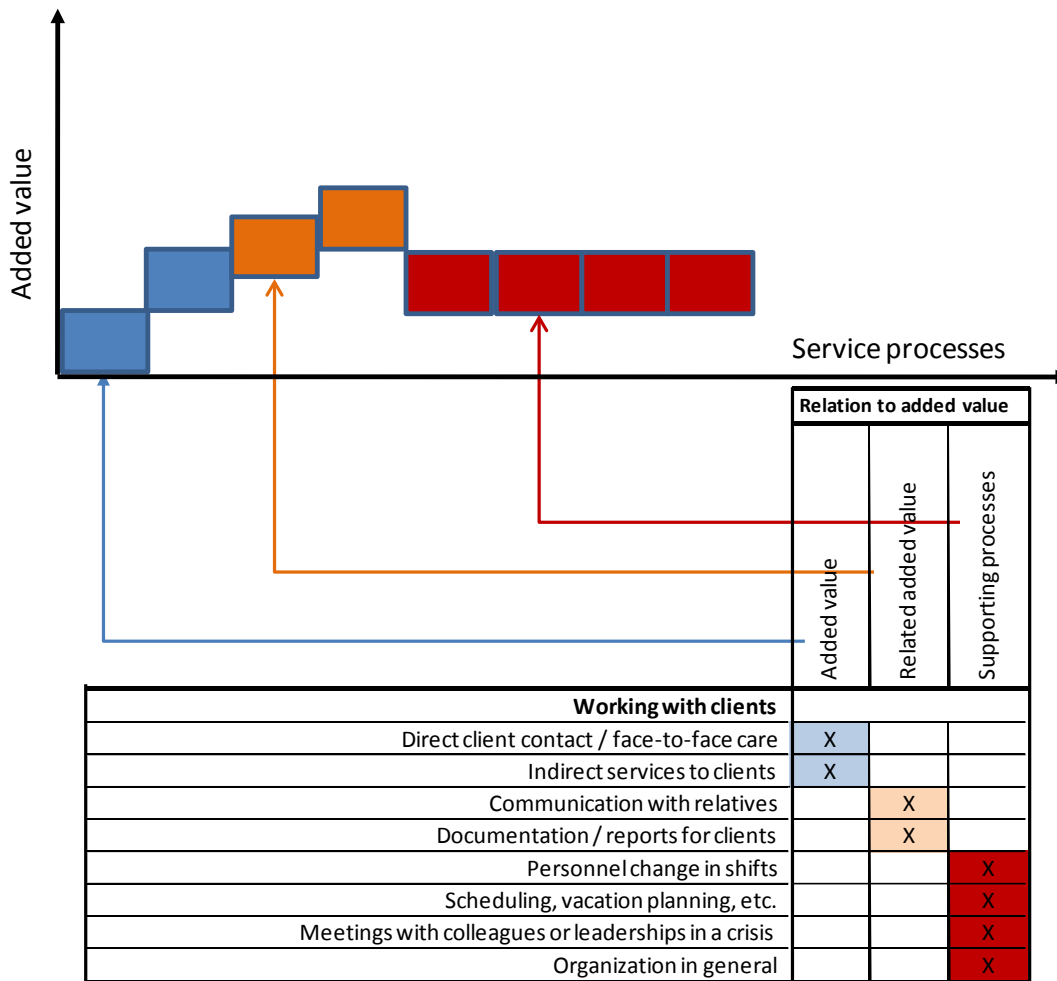 Added value
Service processes
Relation to added value
Added value
Related added value
Supporting processes
Working with clients
Direct client contact / face-to-face care X
Indirect services to clients X
Communication with relatives X
Documentation / reports for clients X
Personnel change in shifts X
Scheduling, vacation planning, etc. X
Meetings with colleagues or leaderships in a crisis X
Organization in general X